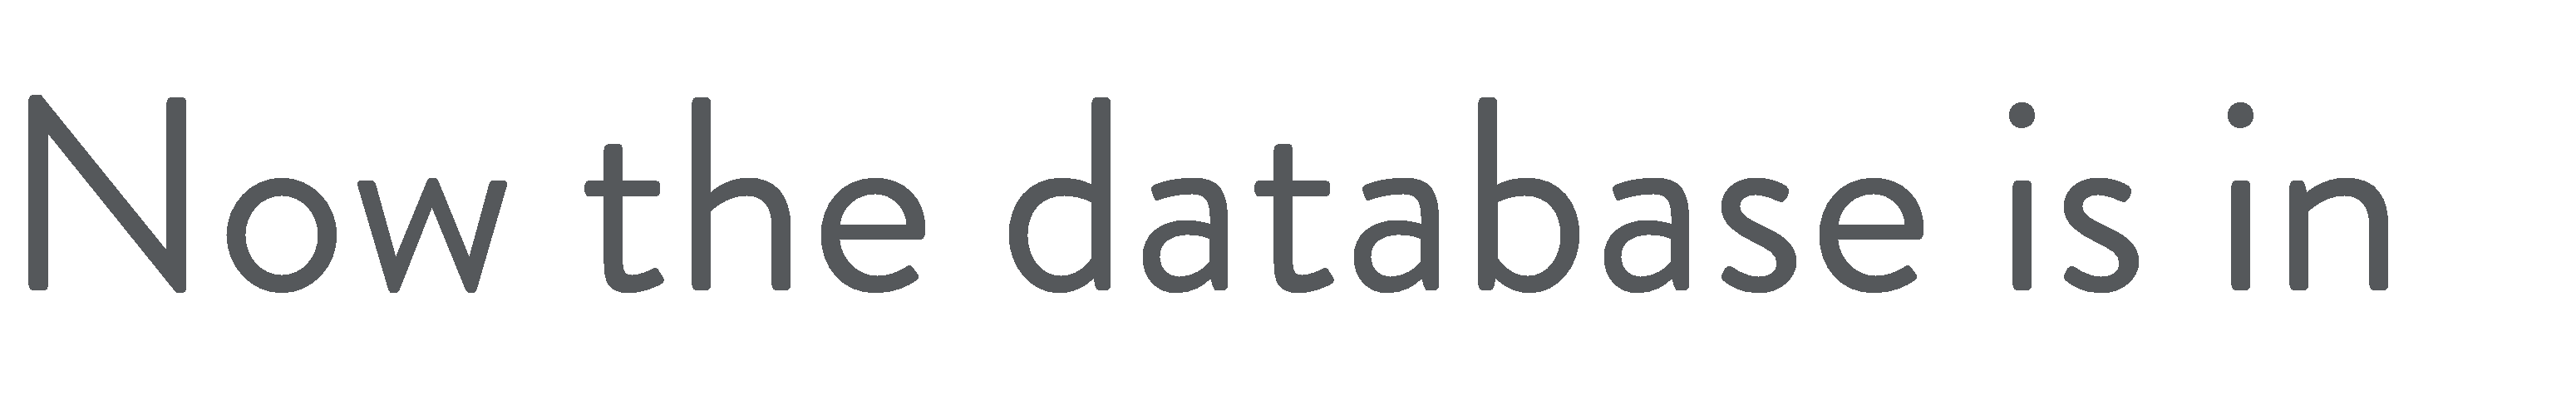 Now the database is in